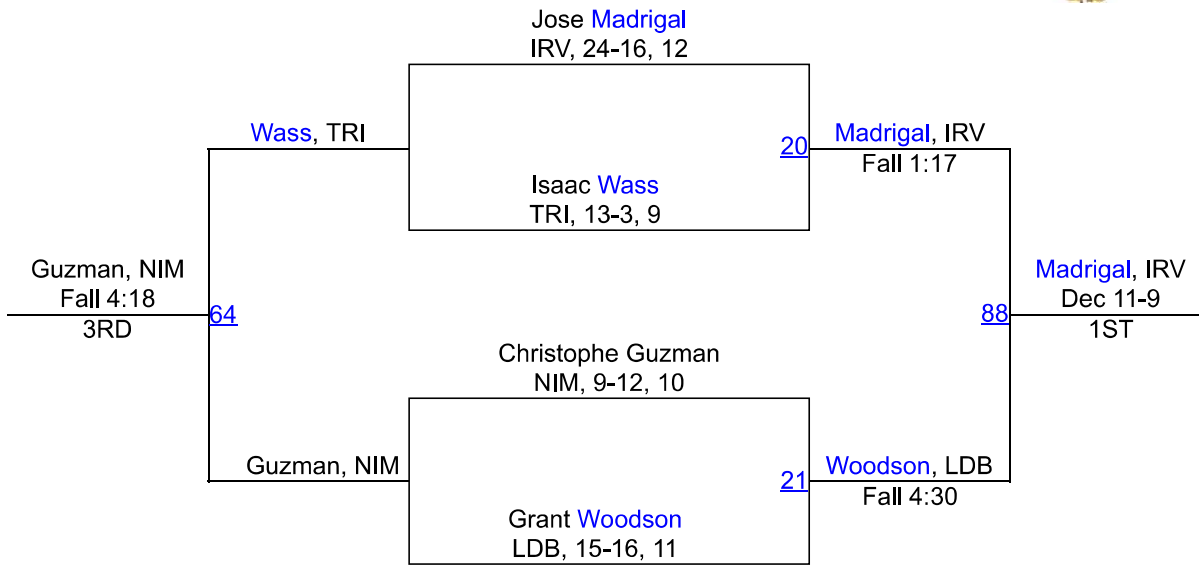 Jose Madrigal
IRV, 24-16, 12
Wass, TRI
20
Madrigal, IRV
Fall 1:17
Isaac Wass
TRI, 13-3, 9
Guzman, NIM
Fall 4:18
3RD
64
88
Madrigal, IRV
Dec 11-9
1ST
Christophe Guzman
NIM, 9-12, 10
Guzman, NIM
21
Woodson, LDB
Fall 4:30
Grant Woodson
LDB, 15-16, 11